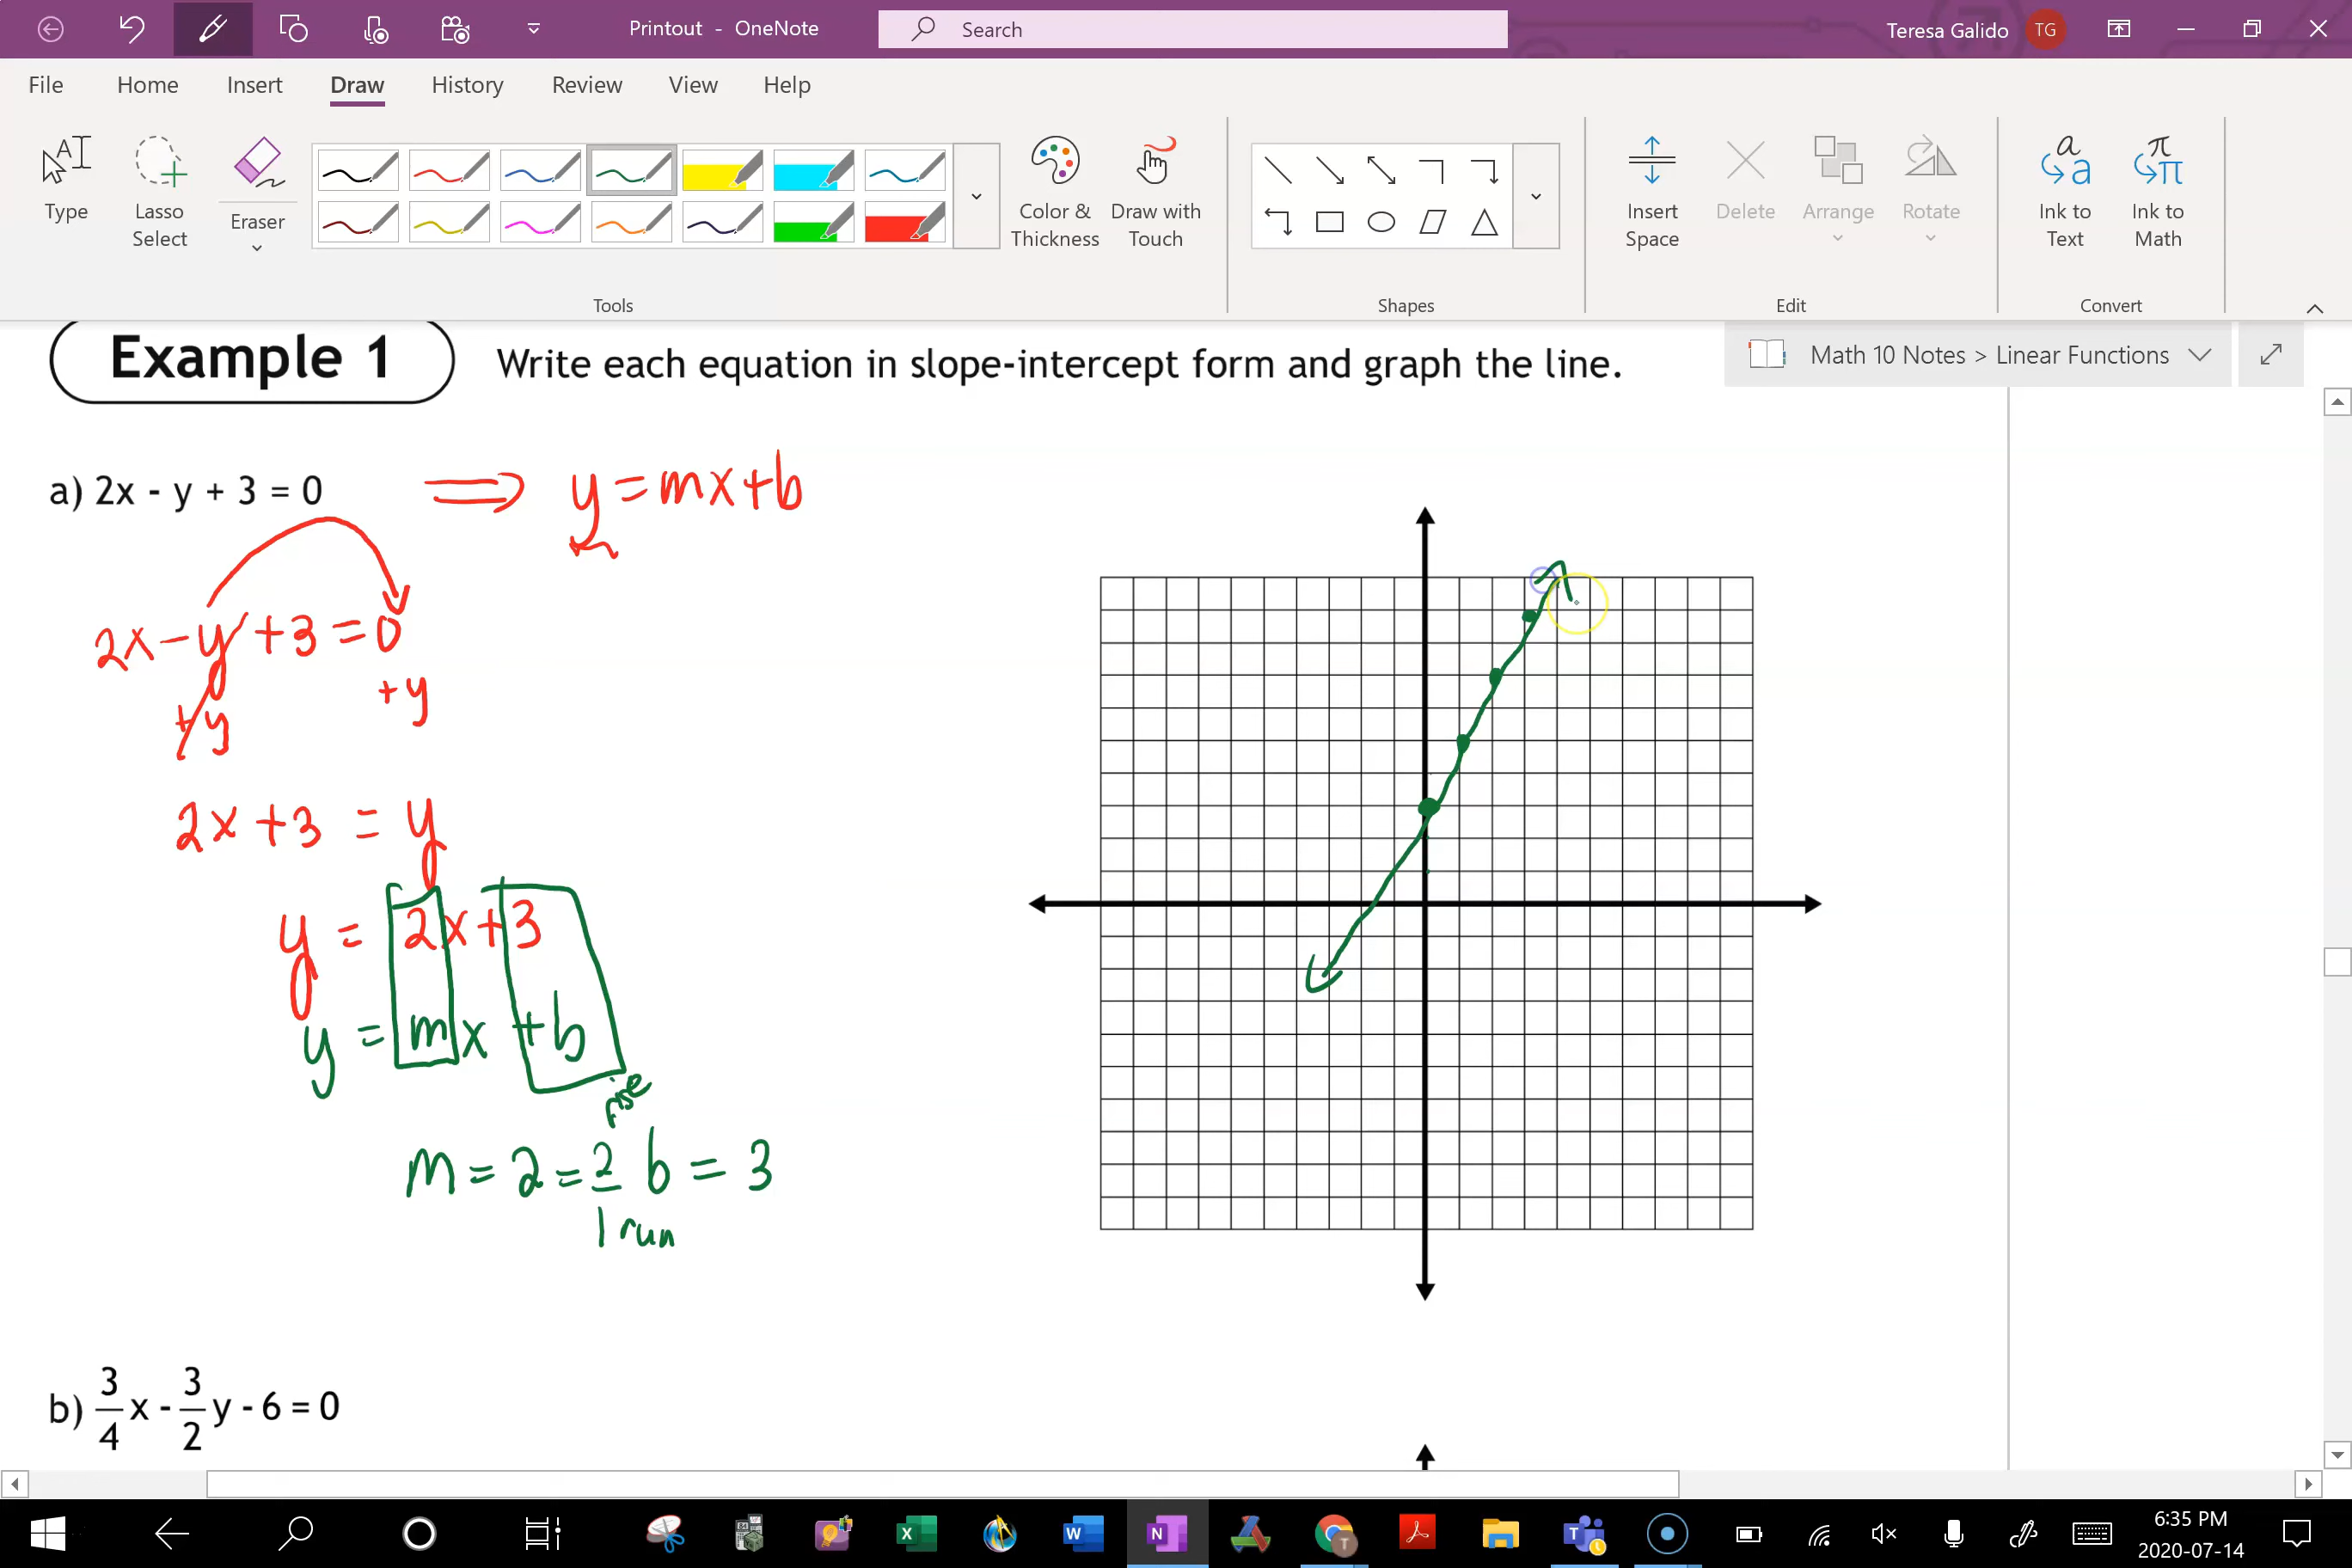 Printout - OneNote
Search
Teresa Galido
TG
File Home Insert Draw History Review View Help
Type
Lasso Select
Eraser
Color & Thickness
Draw with Touch
Insert Space
Delete
Arrange
Rotate
Ink to Text
Ink to Math
Tools
Shapes
Edit
Convert
Example 1
Write each equation in slope-intercept form and graph the line.
Math 10 Notes > Linear Functions
a) 2x - y + 3 = 0 ⟹ y = mx + b
2x - y + 3 = 0
+y +y
2x + 3 = y
y = 2x + 3
y = mx + b
rise
m = 2 = 2/1 b = 3
run
b) 3/4 x - 3/2 y - 6 = 0
6:35 PM
2020-07-14